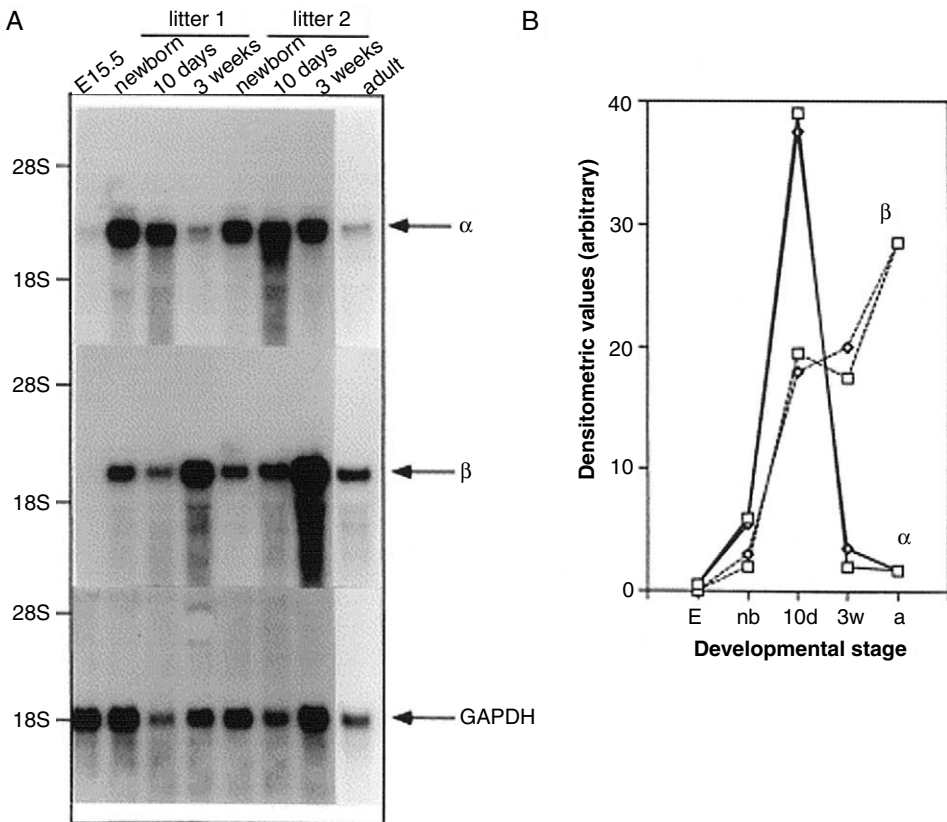 A
litter 1
litter 2
E15.5
newborn
10 days
3 weeks
newborn
10 days
3 weeks
adult
28S
α
18S
28S
β
18S
28S
18S
GAPDH
B
Densitometric values (arbitrary)
40
30
20
10
0
β
α
E nb 10d 3w a
Developmental stage